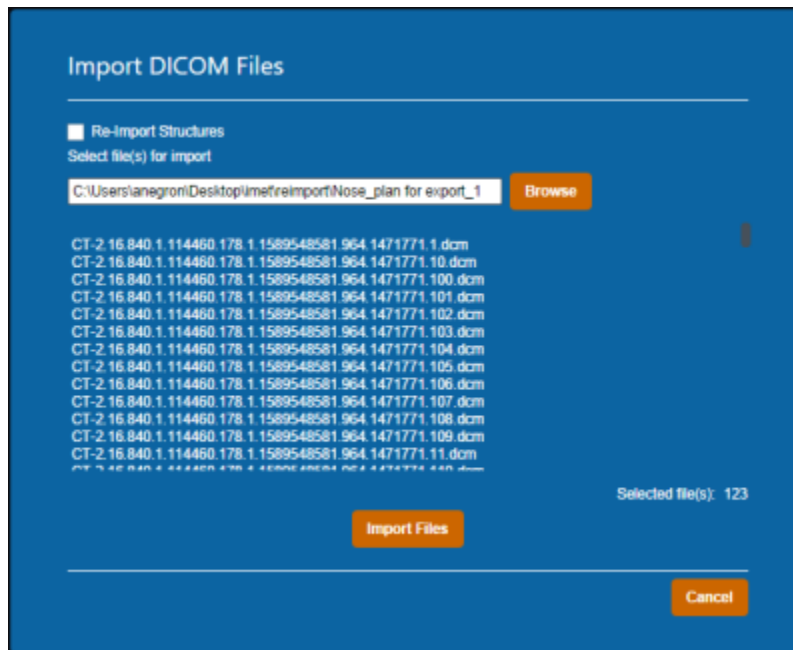 Import DICOM Files
Re-Import Structures
Select file(s) for import
C:\Users\anegron\Desktop\imef\reimport\Nose_plan for export_1
Browse
CT-2.16.840.1.114460.178.1.1589548581.964.1471771.1.dcm
CT-2.16.840.1.114460.178.1.1589548581.964.1471771.10.dcm
CT-2.16.840.1.114460.178.1.1589548581.964.1471771.100.dcm
CT-2.16.840.1.114460.178.1.1589548581.964.1471771.101.dcm
CT-2.16.840.1.114460.178.1.1589548581.964.1471771.102.dcm
CT-2.16.840.1.114460.178.1.1589548581.964.1471771.103.dcm
CT-2.16.840.1.114460.178.1.1589548581.964.1471771.104.dcm
CT-2.16.840.1.114460.178.1.1589548581.964.1471771.105.dcm
CT-2.16.840.1.114460.178.1.1589548581.964.1471771.106.dcm
CT-2.16.840.1.114460.178.1.1589548581.964.1471771.107.dcm
CT-2.16.840.1.114460.178.1.1589548581.964.1471771.108.dcm
CT-2.16.840.1.114460.178.1.1589548581.964.1471771.109.dcm
CT-2.16.840.1.114460.178.1.1589548581.964.1471771.11.dcm
Selected file(s): 123
Import Files
Cancel